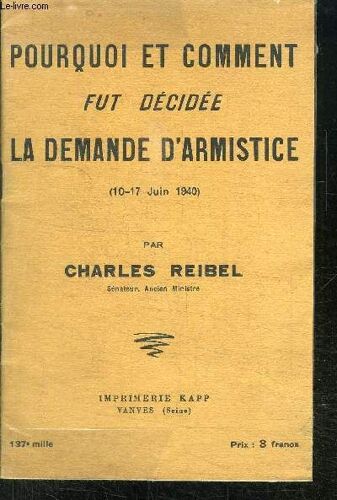 Le-livre.com
POURQUOI ET COMMENT
FUT DÉCIDÉE
LA DEMANDE D'ARMISTICE
(10-17 Juin 1940)
PAR
CHARLES REIBEL
Sénateur, Ancien Ministre
IMPRIMERIE KAPP
VANVES (Seine)
137e mille
Prix : 3 francs